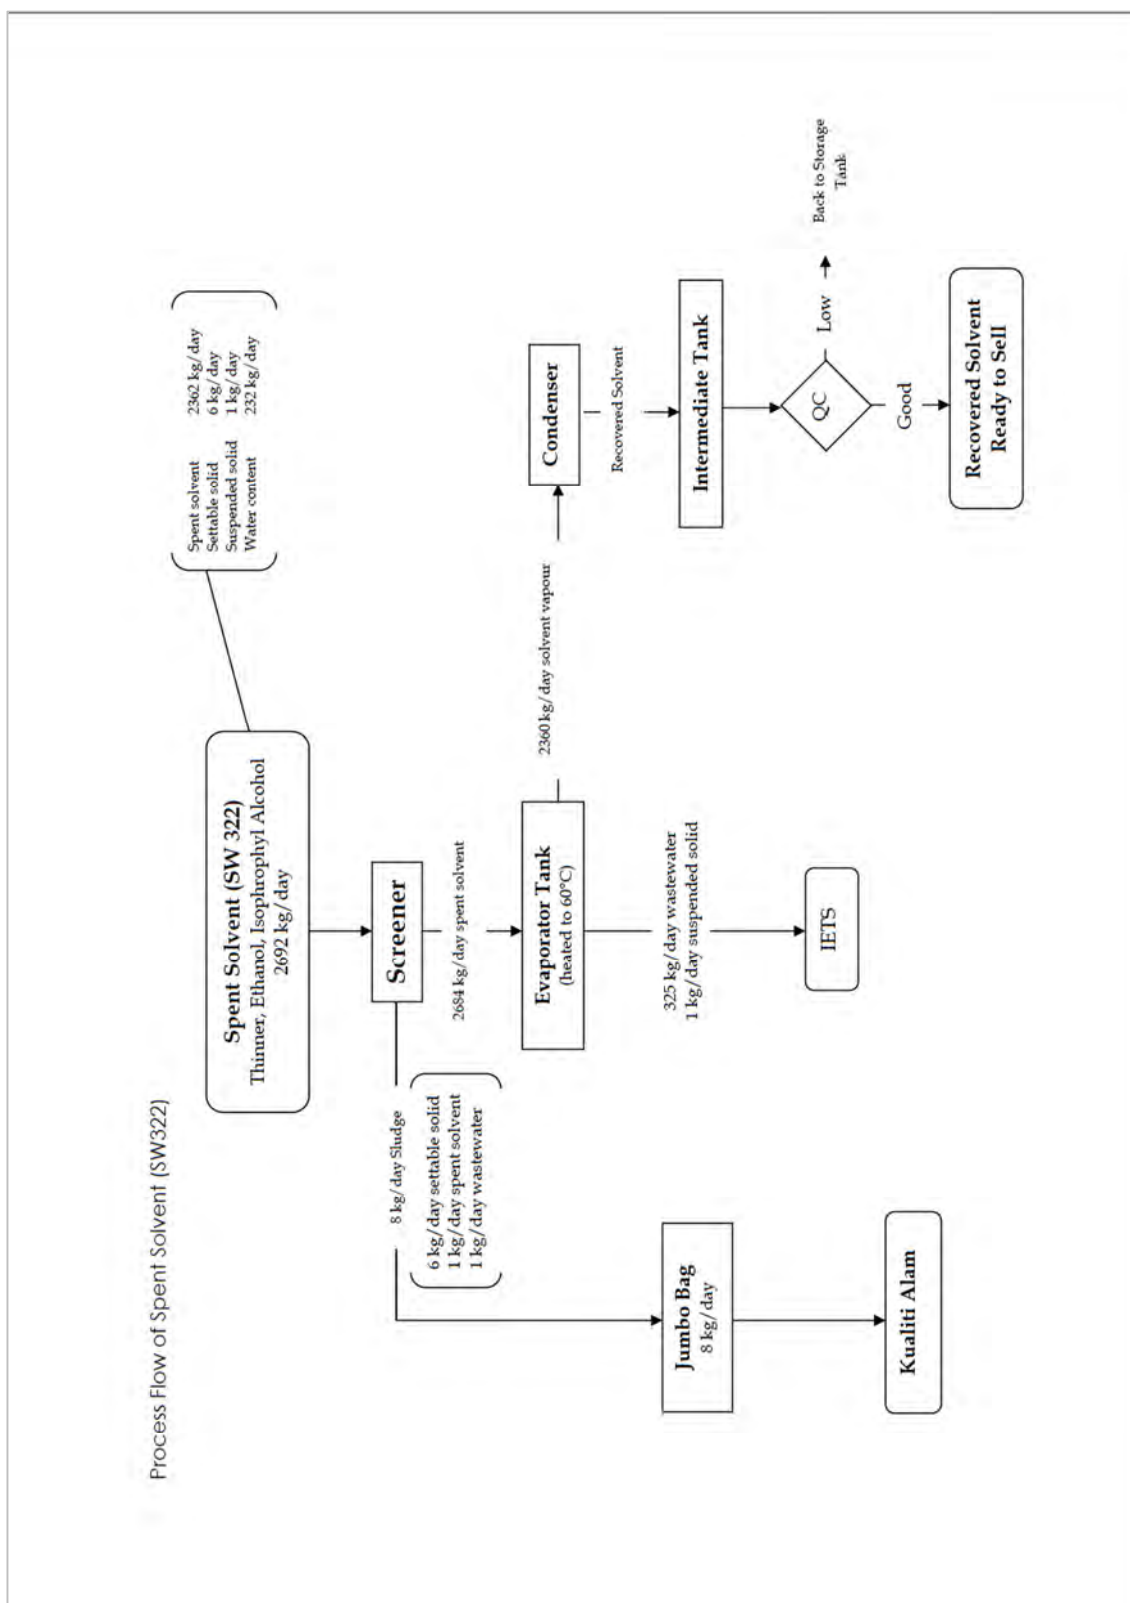 Process Flow of Spent Solvent (SW322)
Spent Solvent (SW 322)
Thinner, Ethanol, Isophrophyl Alcohol
2692 kg/day
Spent solvent 2362 kg/day
Settable solid 6 kg/day
Suspended solid 1 kg/day
Water content 232 kg/day
Screener
8 kg/day Sludge
6 kg/day settable solid
1 kg/day spent solvent
1 kg/day wastewater
2684 kg/day spent solvent
Evaporator Tank
(heated to 60°C)
2360 kg/day solvent vapour
Condenser
Recovered Solvent
Intermediate Tank
QC
Low
Back to Storage
Tank
Good
Recovered Solvent
Ready to Sell
325 kg/day wastewater
1 kg/day suspended solid
IETS
Jumbo Bag
8 kg/day
Kualiti Alam